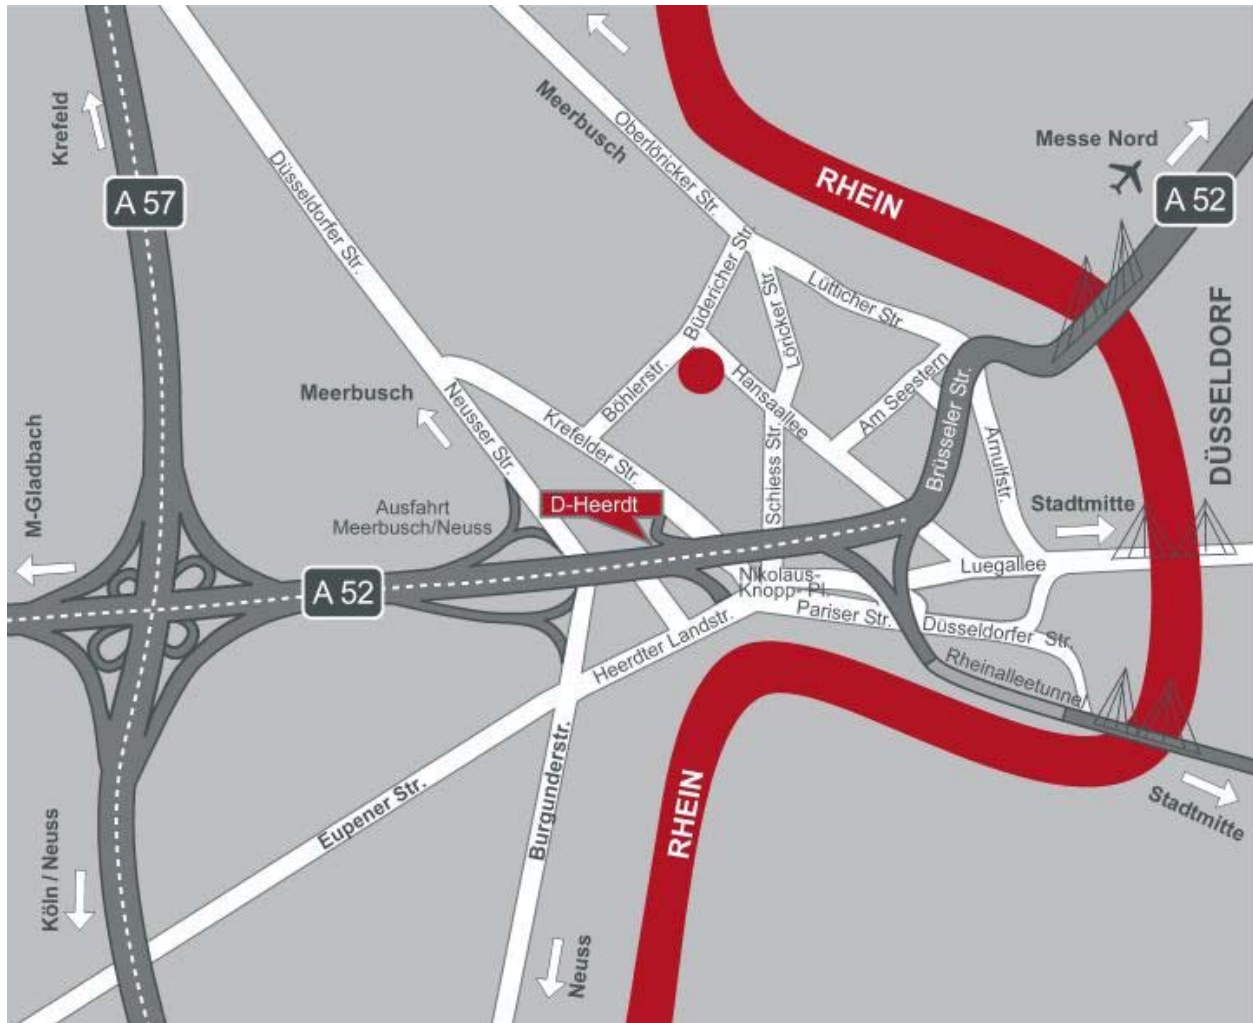 Krefeld
A 57
Düsseldorfer Str.
Meerbusch
Oberlöricker Str.
RHEIN
Messe Nord
A 52
DÜSSELDORF
Büdericher Str.
Löricker Str.
Lütticher Str.
Böhlerstr.
Hansaallee
Am Seestern
Brüsseler Str.
Arnulfstr.
Meerbusch
Neusser Str.
Krefelder Str.
Schiess Str.
M-Gladbach
Ausfahrt
Meerbusch/Neuss
D-Heerdt
Stadtmitte
A 52
Nikolaus-
Knopp- Pl.
Luegallee
Pariser Str.
Düsseldorfer Str.
Heerdter Landstr.
Rheinalleetunnel
Eupener Str.
Burgunderstr.
RHEIN
Stadtmitte
Köln / Neuss
Neuss